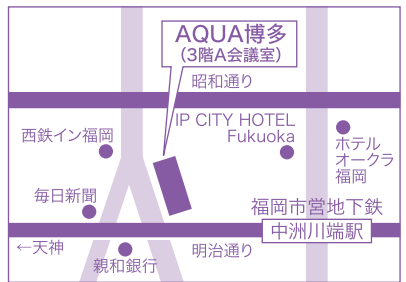 AQUA博多
（3階A会議室）
昭和通り
西鉄イン福岡
IP CITY HOTEL
Fukuoka
ホテル
オークラ
福岡
毎日新聞
福岡市営地下鉄
中洲川端駅
←天神
明治通り
親和銀行